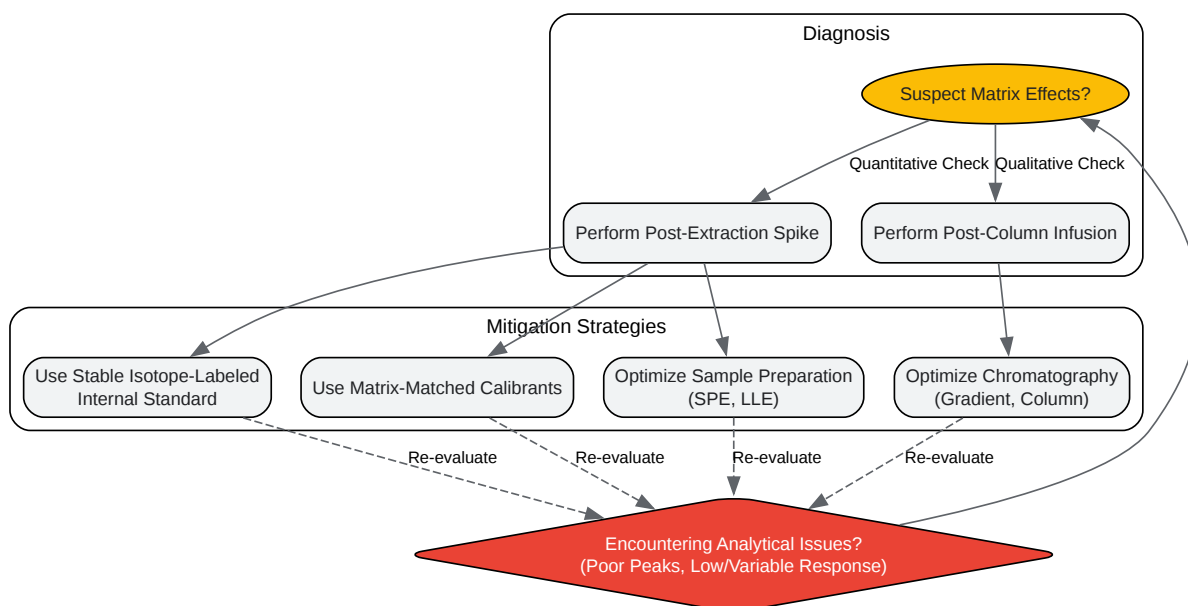 Diagnosis
Suspect Matrix Effects?
Quantitative Check
Qualitative Check
Perform Post-Extraction Spike
Perform Post-Column Infusion
Mitigation Strategies
Use Stable Isotope-Labeled
Internal Standard
Use Matrix-Matched Calibrants
Optimize Sample Preparation
(SPE, LLE)
Optimize Chromatography
(Gradient, Column)
Re-evaluate
Re-evaluate
Re-evaluate
Re-evaluate
Encountering Analytical Issues?
(Poor Peaks, Low/Variable Response)